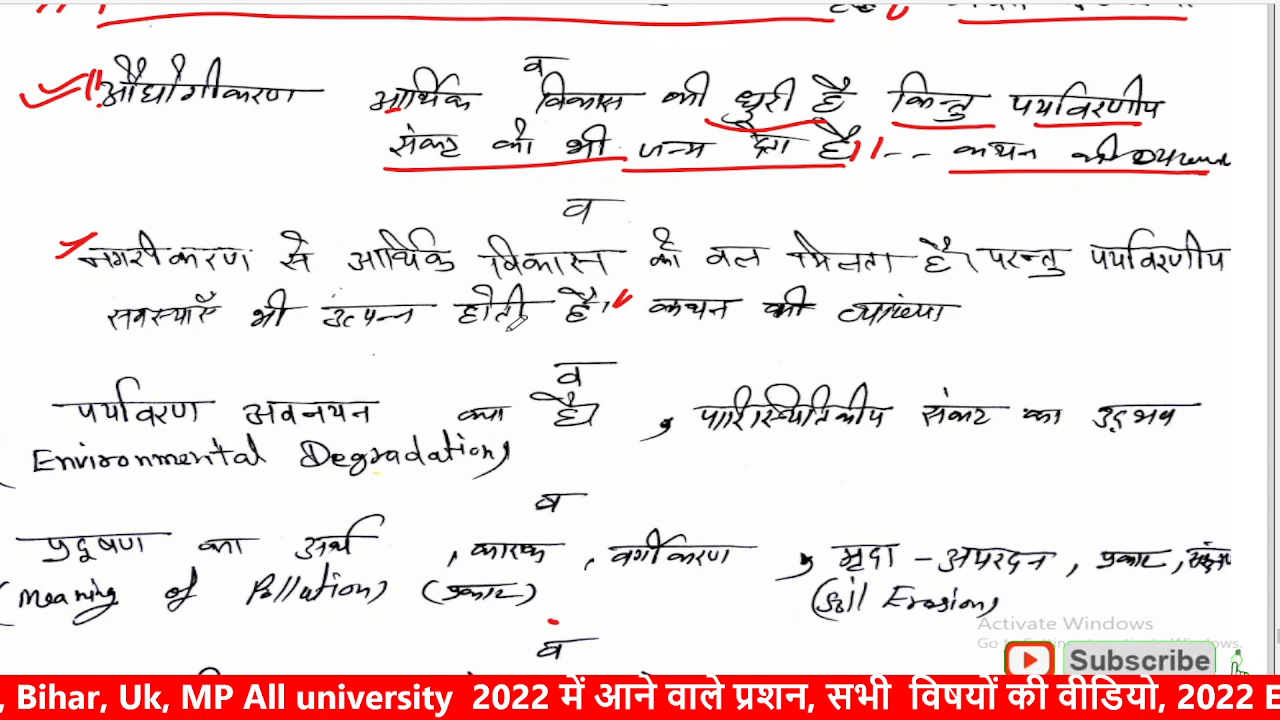 व
"औद्योगीकरण आर्थिक विकास की धूरी है किन्तु पर्यावरणीय
संकट को भी जन्म देता है।" -- कथन की
व
"नगरीकरण से आर्थिक विकास को बल मिलता है। परन्तु पर्यावरणीय
समस्याएँ भी उत्पन्न होती है।" कथन की व्याख्या
व
पर्यावरण अवनयन क्या है, पारिस्थितिकीय संकट का उद्भव
(Environmental Degradation)
व
प्रदूषण का अर्थ, कारक, वर्गीकरण, मृदा - अपरदन, प्रकार,
(Meaning of Pollution) (प्रकार) (Soil Erosion)
Activate Windows
व
Subscribe
, Bihar, Uk, MP All university 2022 में आने वाले प्रशन, सभी विषयों की वीडियो, 2022 E